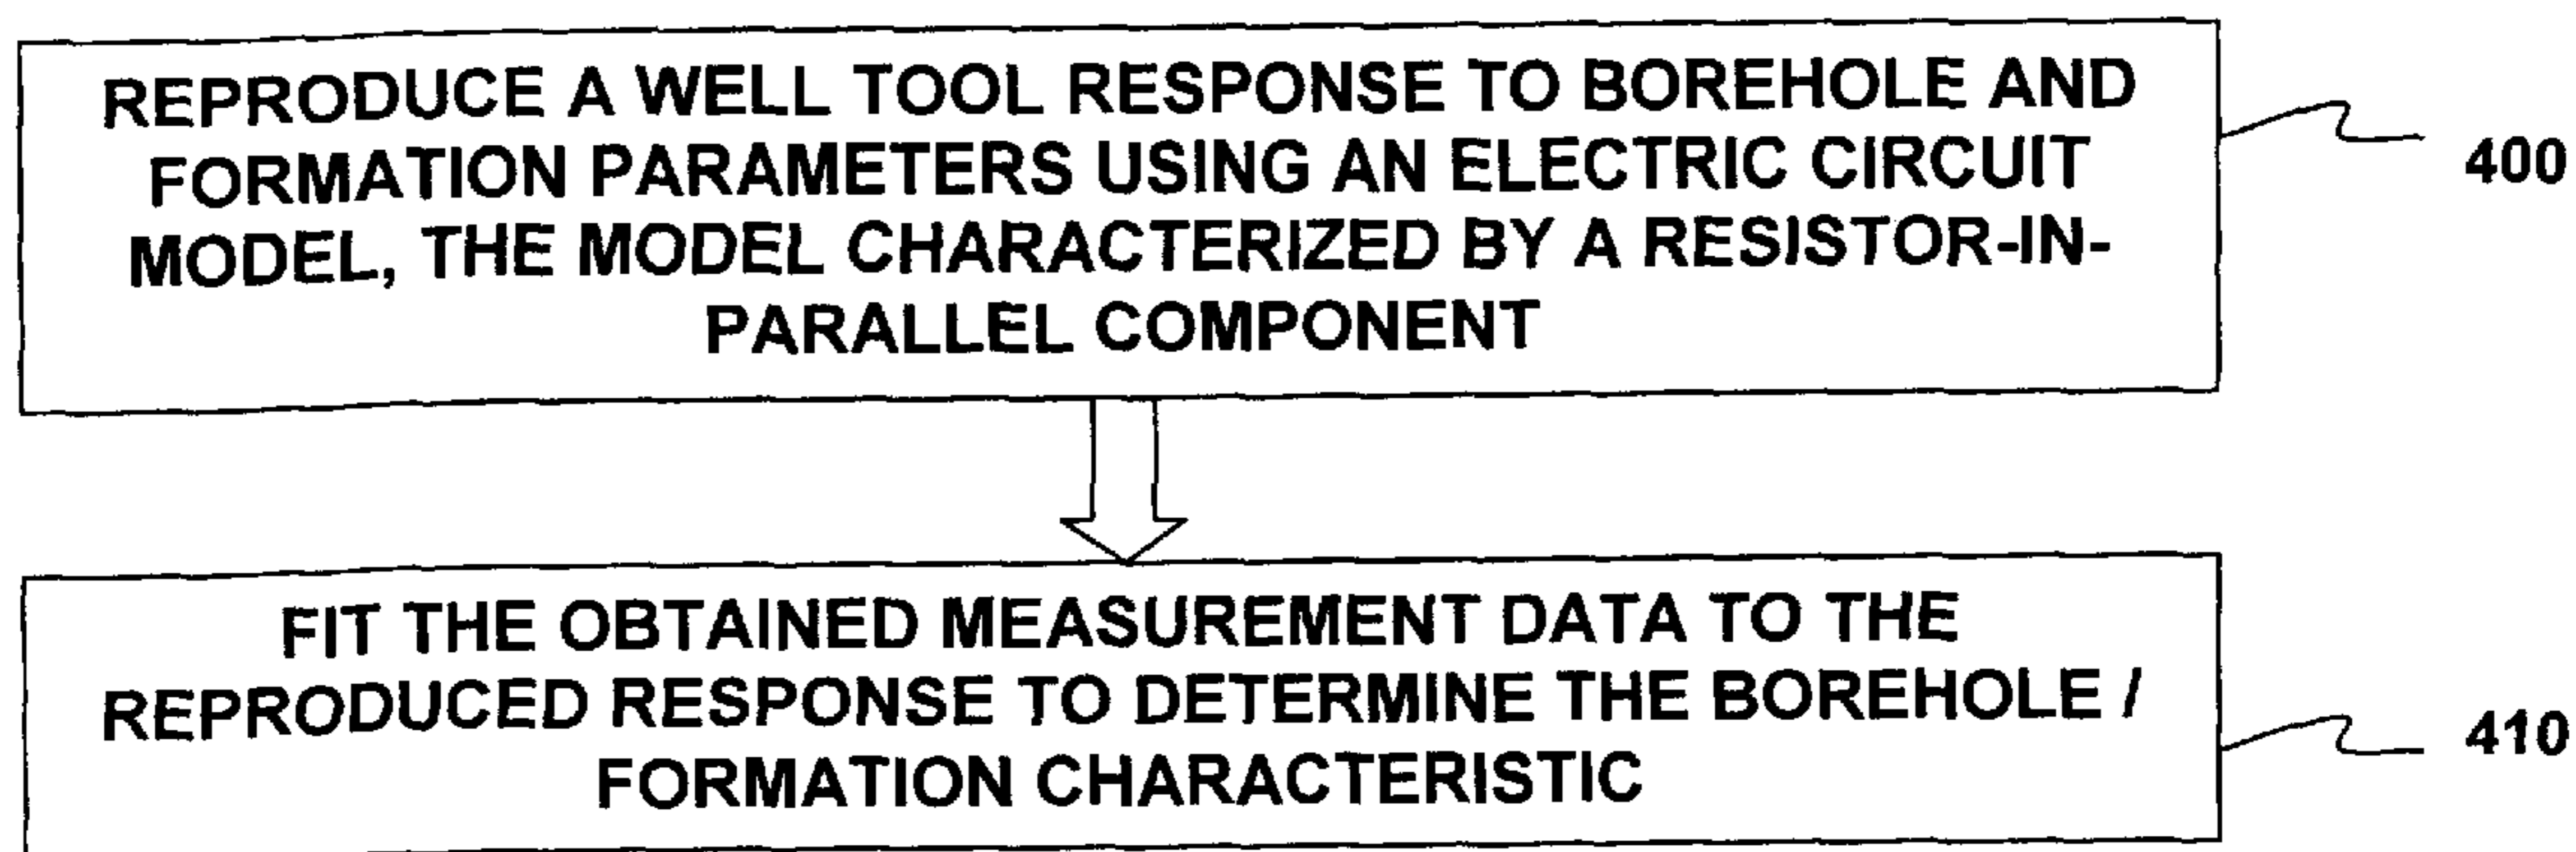 REPRODUCE A WELL TOOL RESPONSE TO BOREHOLE AND
FORMATION PARAMETERS USING AN ELECTRIC CIRCUIT
MODEL, THE MODEL CHARACTERIZED BY A RESISTOR-IN-
PARALLEL COMPONENT
400
FIT THE OBTAINED MEASUREMENT DATA TO THE
REPRODUCED RESPONSE TO DETERMINE THE BOREHOLE /
FORMATION CHARACTERISTIC
410